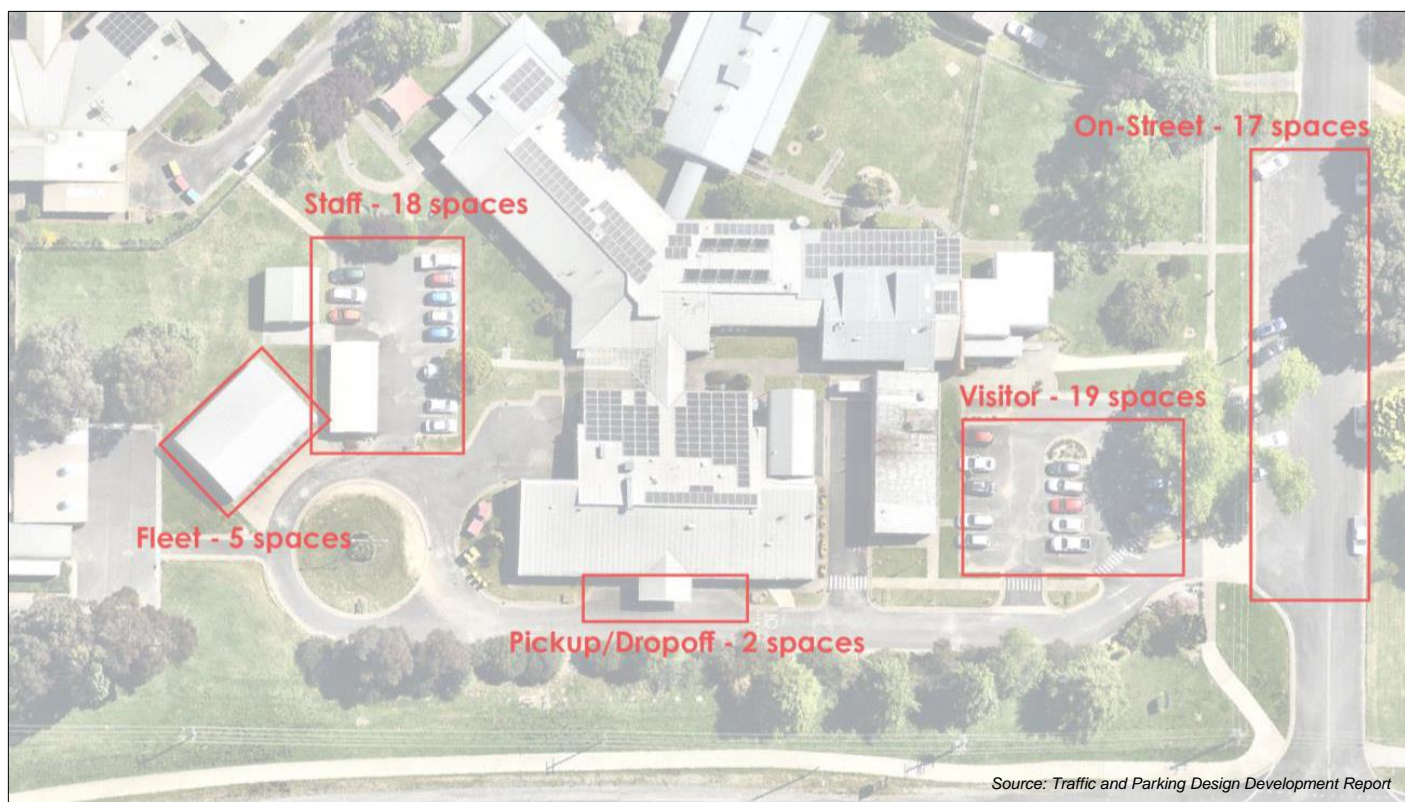 On-Street - 17 spaces
Staff - 18 spaces
Visitor - 19 spaces
Fleet - 5 spaces
Pickup/Dropoff - 2 spaces
Source: Traffic and Parking Design Development Report